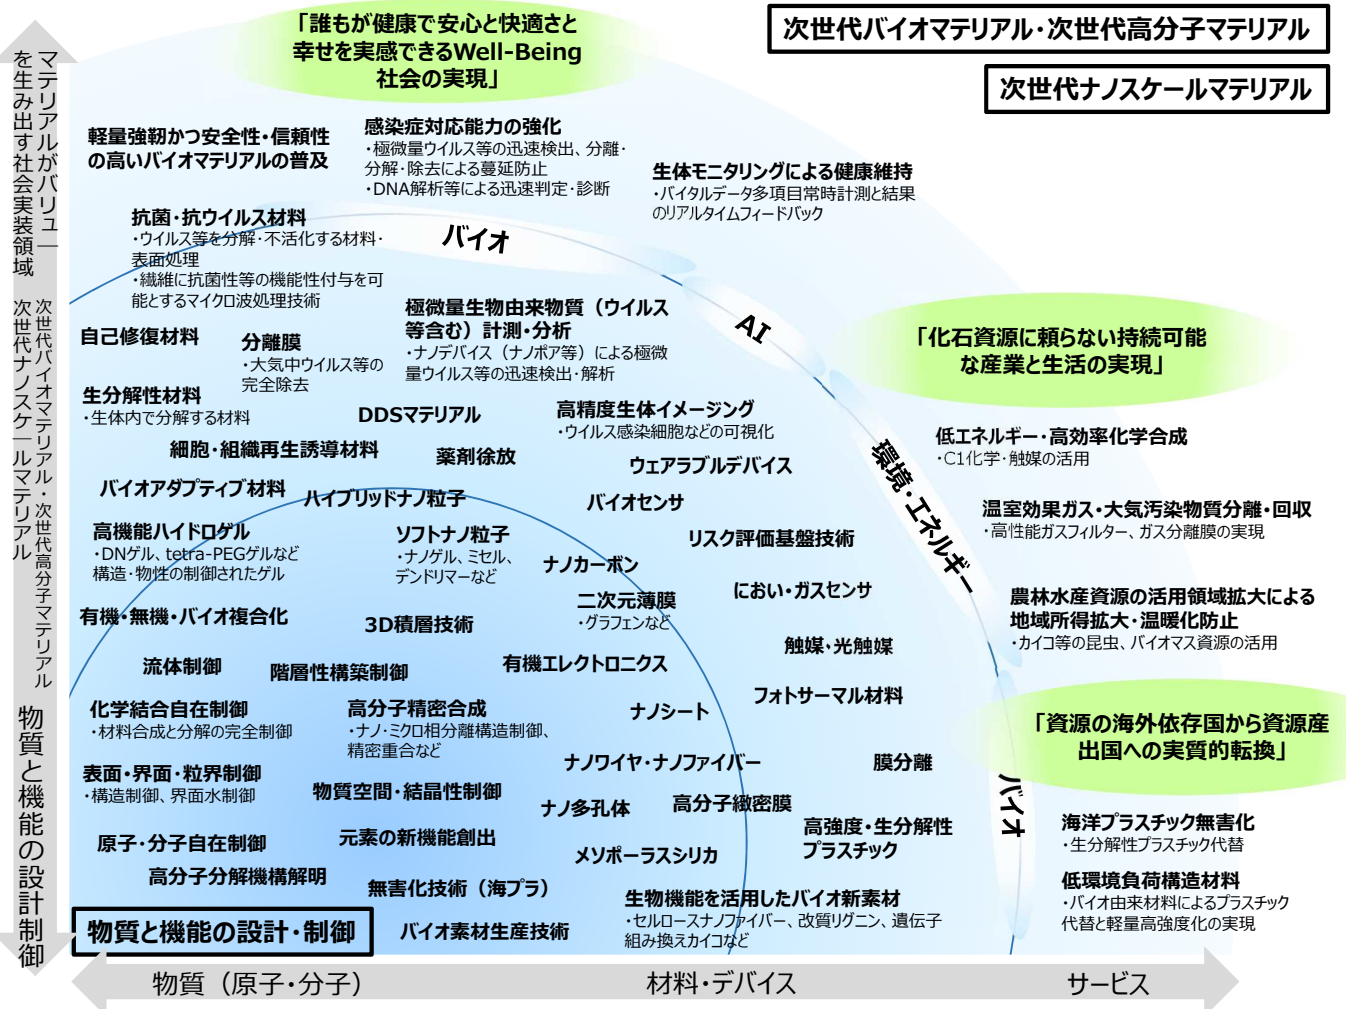 次世代バイオマテリアル・次世代高分子マテリアル
次世代ナノスケールマテリアル
「誰もが健康で安心と快適さと
幸せを実感できるWell-Being
社会の実現」
マテリアルがバリュー
を生み出す社会実装領域
次世代バイオマテリアル・次世代高分子マテリアル
次世代ナノスケールマテリアル
物質と機能の設計制御
軽量強靭かつ安全性・信頼性
の高いバイオマテリアルの普及
感染症対応能力の強化
・極微量ウイルス等の迅速検出、分離・
分解・除去による蔓延防止
・DNA解析等による迅速判定・診断
生体モニタリングによる健康維持
・バイタルデータ多項目常時計測と結果
のリアルタイムフィードバック
抗菌・抗ウイルス材料
・ウイルス等を分解・不活化する材料・
表面処理
・繊維に抗菌性等の機能性付与を可
能とするマイクロ波処理技術
バイオ
AI
環境・エネルギー
バイオ
自己修復材料
分離膜
・大気中ウイルス等の
完全除去
極微量生物由来物質（ウイルス
等含む）計測・分析
・ナノデバイス（ナノポア等）による極微
量ウイルス等の迅速検出・解析
「化石資源に頼らない持続可能
な産業と生活の実現」
生分解性材料
・生体内で分解する材料
DDSマテリアル
高精度生体イメージング
・ウイルス感染細胞などの可視化
低エネルギー・高効率化学合成
・C1化学・触媒の活用
細胞・組織再生誘導材料
薬剤徐放
ウェアラブルデバイス
バイオアダプティブ材料
ハイブリッドナノ粒子
バイオセンサ
温室効果ガス・大気汚染物質分離・回収
・高性能ガスフィルター、ガス分離膜の実現
高機能ハイドロゲル
・DNゲル、tetra-PEGゲルなど
構造・物性の制御されたゲル
ソフトナノ粒子
・ナノゲル、ミセル、
デンドリマーなど
ナノカーボン
リスク評価基盤技術
二次元薄膜
・グラフェンなど
におい・ガスセンサ
農林水産資源の活用領域拡大による
地域所得拡大・温暖化防止
・カイコ等の昆虫、バイオマス資源の活用
有機・無機・バイオ複合化
3D積層技術
触媒・光触媒
流体制御
階層性構築制御
有機エレクトロニクス
フォトサーマル材料
化学結合自在制御
・材料合成と分解の完全制御
高分子精密合成
・ナノ・ミクロ相分離構造制御、
精密重合など
ナノシート
「資源の海外依存国から資源産
出国への実質的転換」
表面・界面・粒界制御
・構造制御、界面水制御
物質空間・結晶性制御
ナノワイヤ・ナノファイバー
膜分離
ナノ多孔体
高分子緻密膜
原子・分子自在制御
元素の新機能創出
高強度・生分解性
プラスチック
海洋プラスチック無害化
・生分解性プラスチック代替
メソポーラスシリカ
高分子分解機構解明
無害化技術（海プラ）
生物機能を活用したバイオ新素材
・セルロースナノファイバー、改質リグニン、遺伝子
組み換えカイコなど
低環境負荷構造材料
・バイオ由来材料によるプラスチック
代替と軽量高強度化の実現
物質と機能の設計・制御
バイオ素材生産技術
物質（原子・分子）
材料・デバイス
サービス